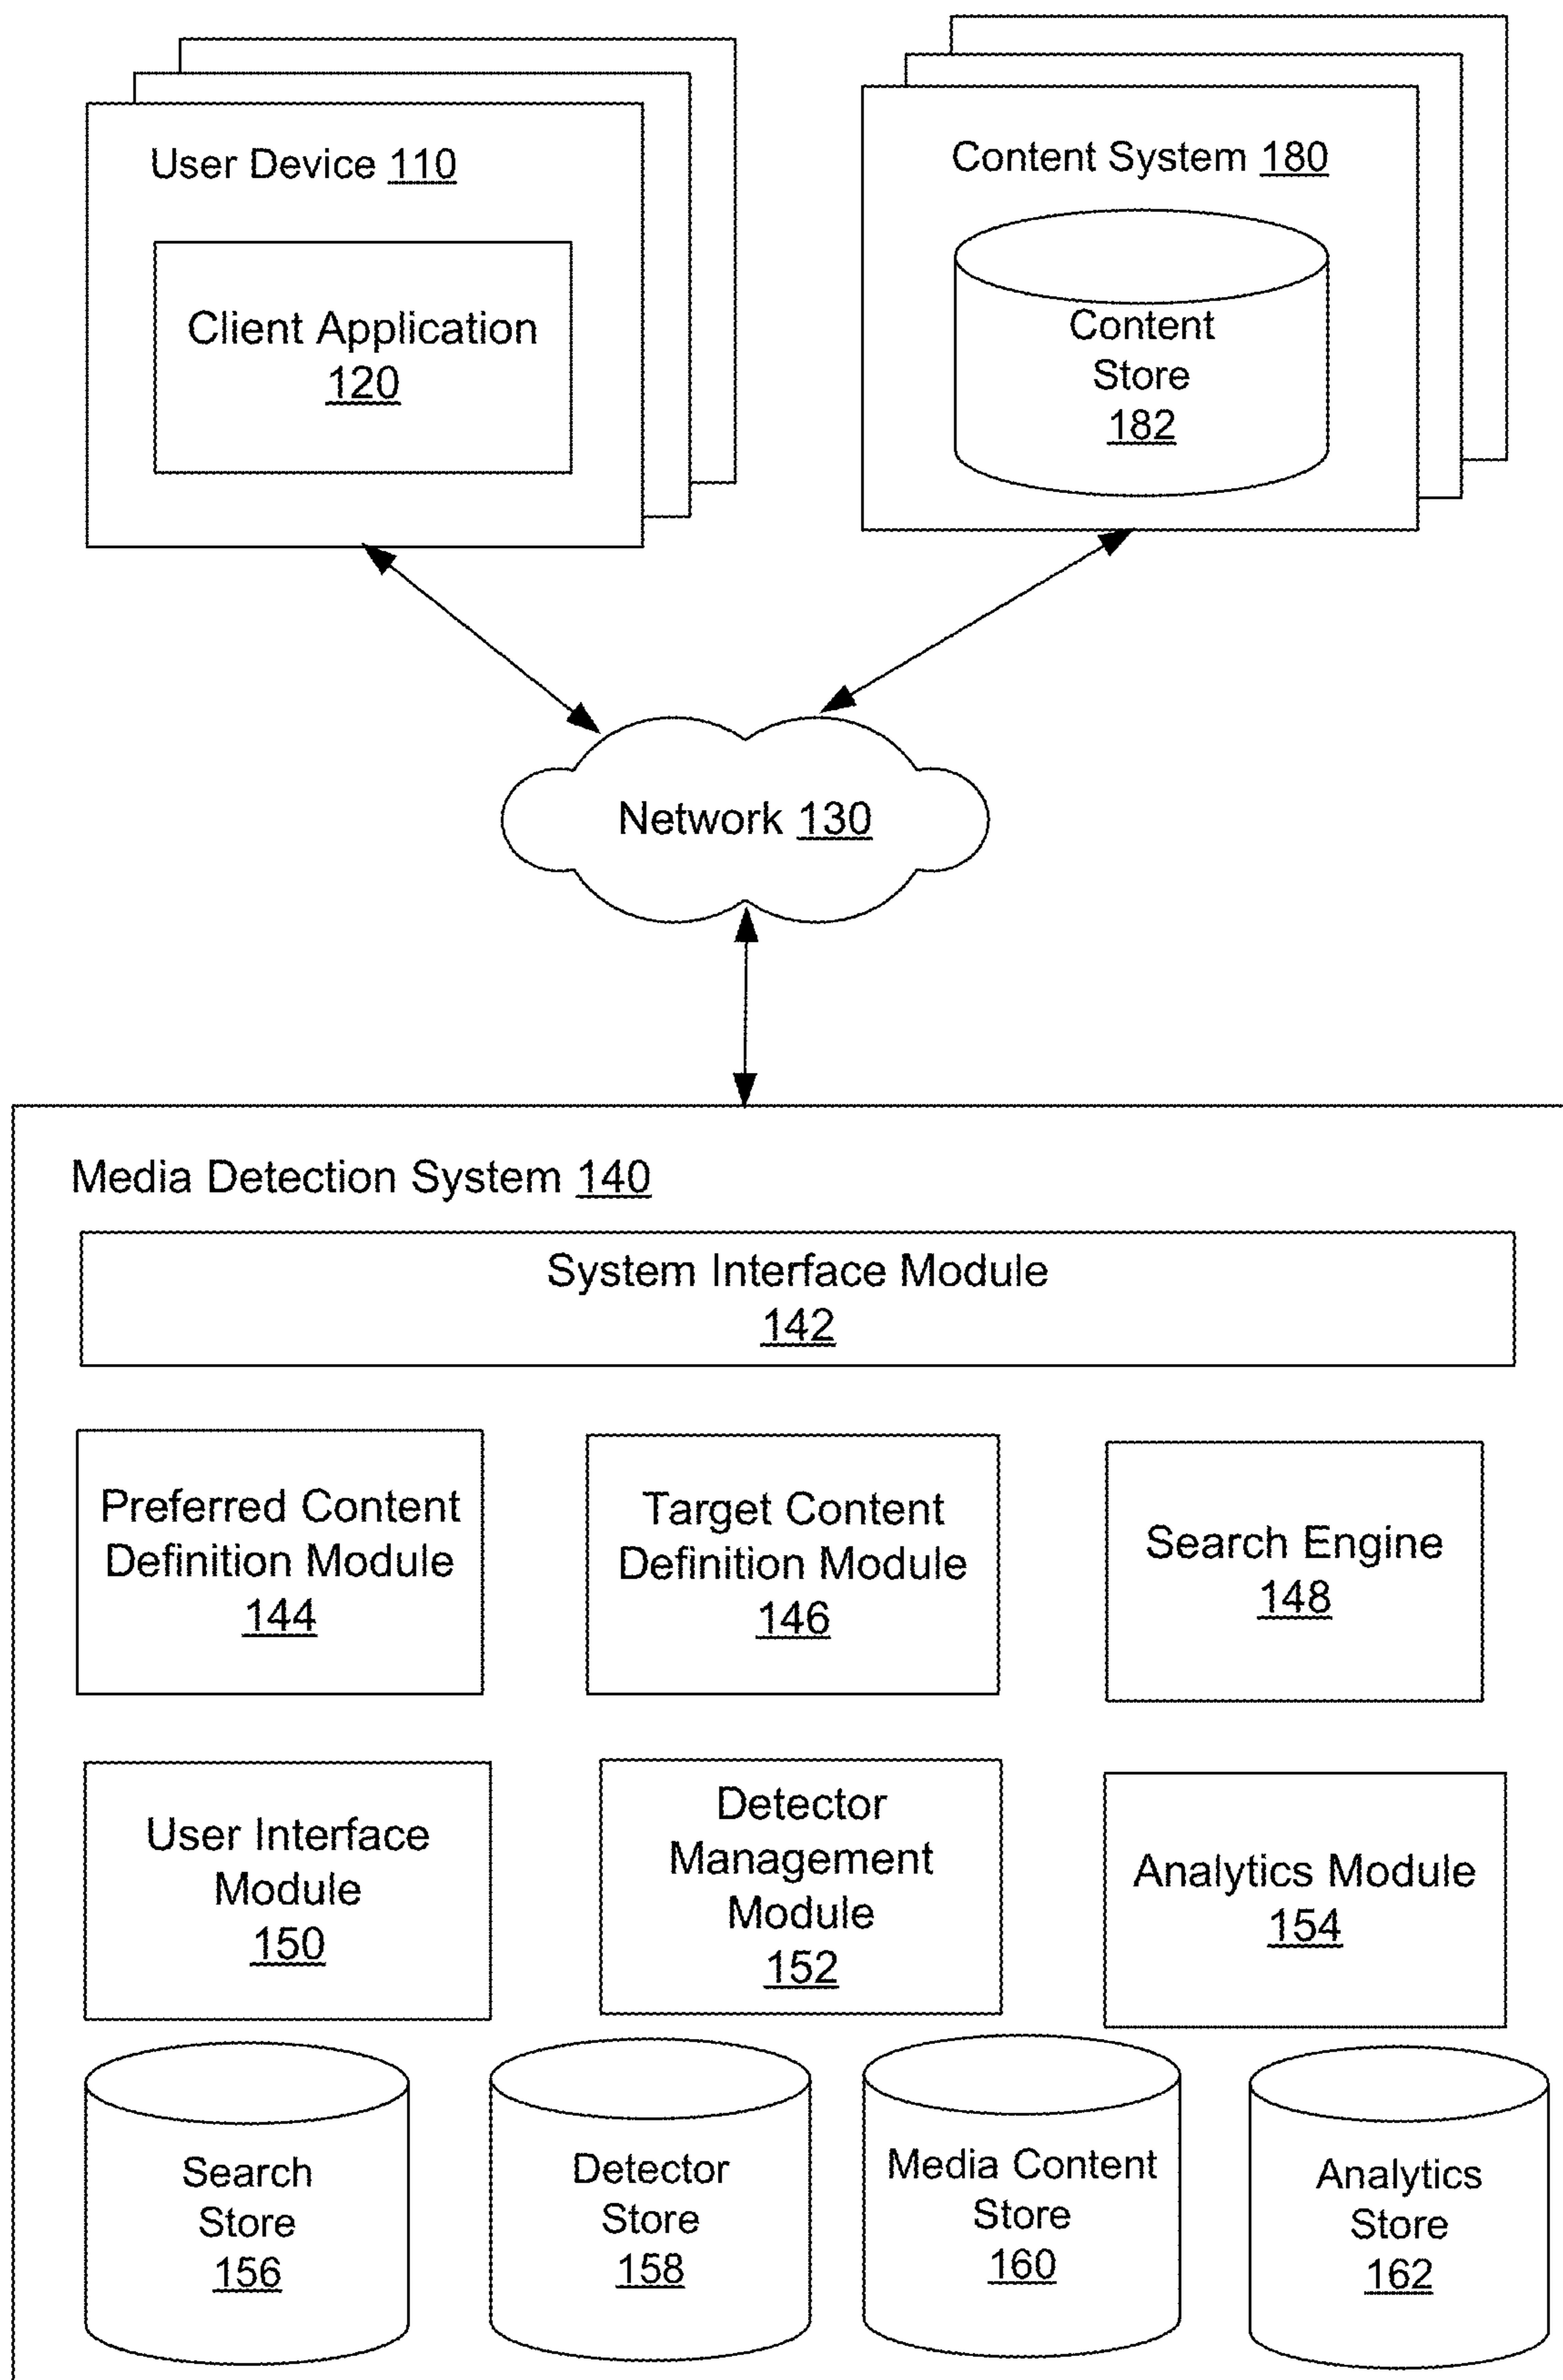 User Device 110
Client Application
120
Content System 180
Content
Store
182
Network 130
Media Detection System 140
System Interface Module
142
Preferred Content
Definition Module
144
Target Content
Definition Module
146
Search Engine
148
User Interface
Module
150
Detector
Management
Module
152
Analytics Module
154
Search
Store
156
Detector
Store
158
Media Content
Store
160
Analytics
Store
162